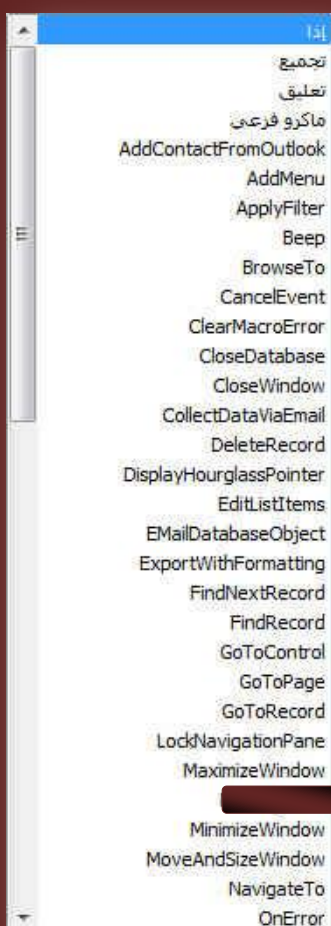 إذا
تجميع
تعليق
ماكرو فرعي
AddContactFromOutlook
AddMenu
ApplyFilter
Beep
BrowseTo
CancelEvent
ClearMacroError
CloseDatabase
CloseWindow
CollectDataViaEmail
DeleteRecord
DisplayHourglassPointer
EditListItems
EMailDatabaseObject
ExportWithFormatting
FindNextRecord
FindRecord
GoToControl
GoToPage
GoToRecord
LockNavigationPane
MaximizeWindow
MinimizeWindow
MoveAndSizeWindow
NavigateTo
OnError